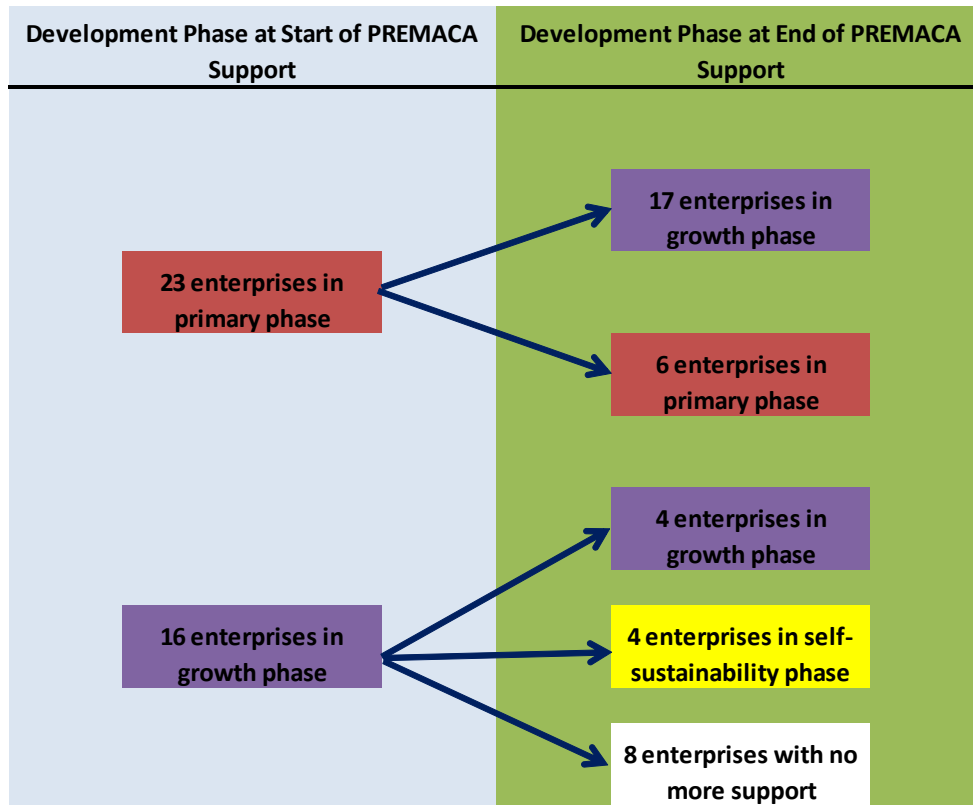 Development Phase at Start of PREMACA
Support
Development Phase at End of PREMACA
Support
23 enterprises in
primary phase
17 enterprises in
growth phase
6 enterprises in
primary phase
16 enterprises in
growth phase
4 enterprises in
growth phase
4 enterprises in self-
sustainability phase
8 enterprises with no
more support